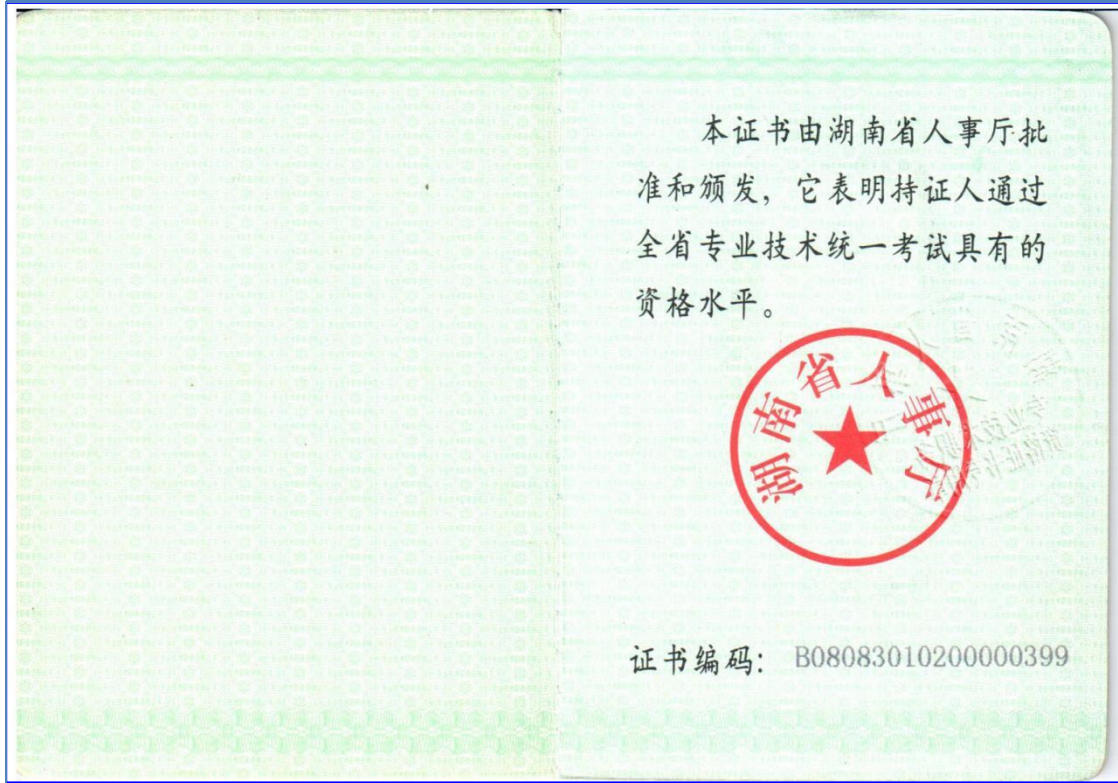 本证书由湖南省人事厅批
准和颁发，它表明持证人通过
全省专业技术统一考试具有的
资格水平。
湖南省人事厅
证书编码： B08083010200000399